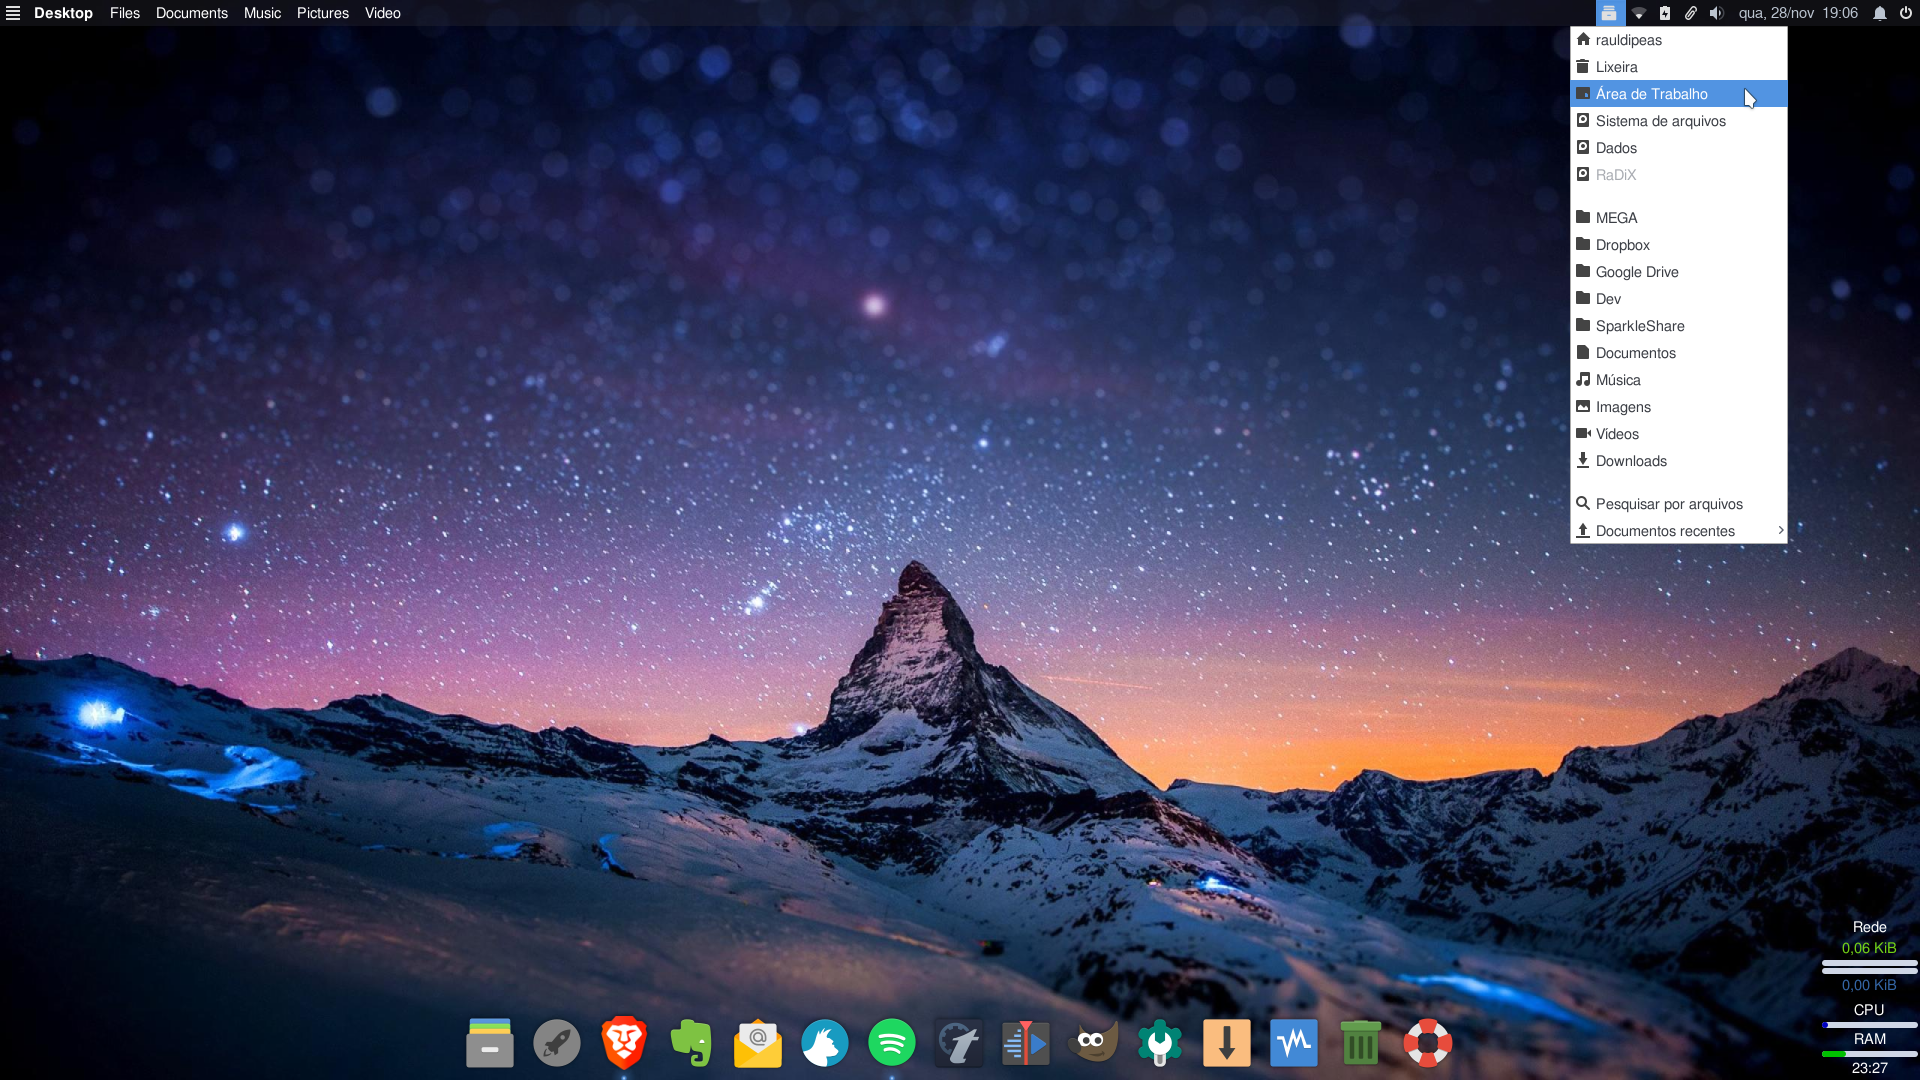 Desktop Files Documents Music Pictures Video qua, 28/nov 19:06
rauldipeas
Lixeira
Área de Trabalho
Sistema de arquivos
Dados
RaDiX
MEGA
Dropbox
Google Drive
Dev
SparkleShare
Documentos
Música
Imagens
Vídeos
Downloads
Pesquisar por arquivos
Documentos recentes
Rede
0,06 KiB
0,00 KiB
CPU
RAM
23:27
@